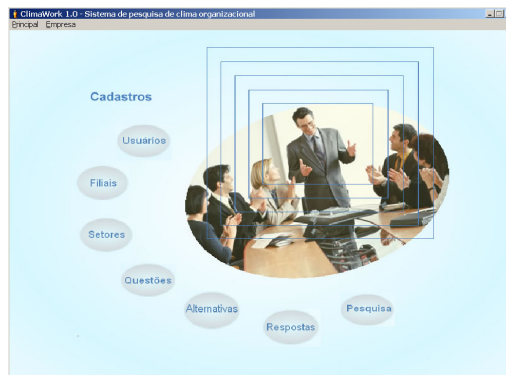 ClimaWork 1.0 - Sistema de pesquisa de clima organizacional
Principal Empresa
Cadastros
Usuários
Filiais
Setores
Questões
Alternativas
Respostas
Pesquisa